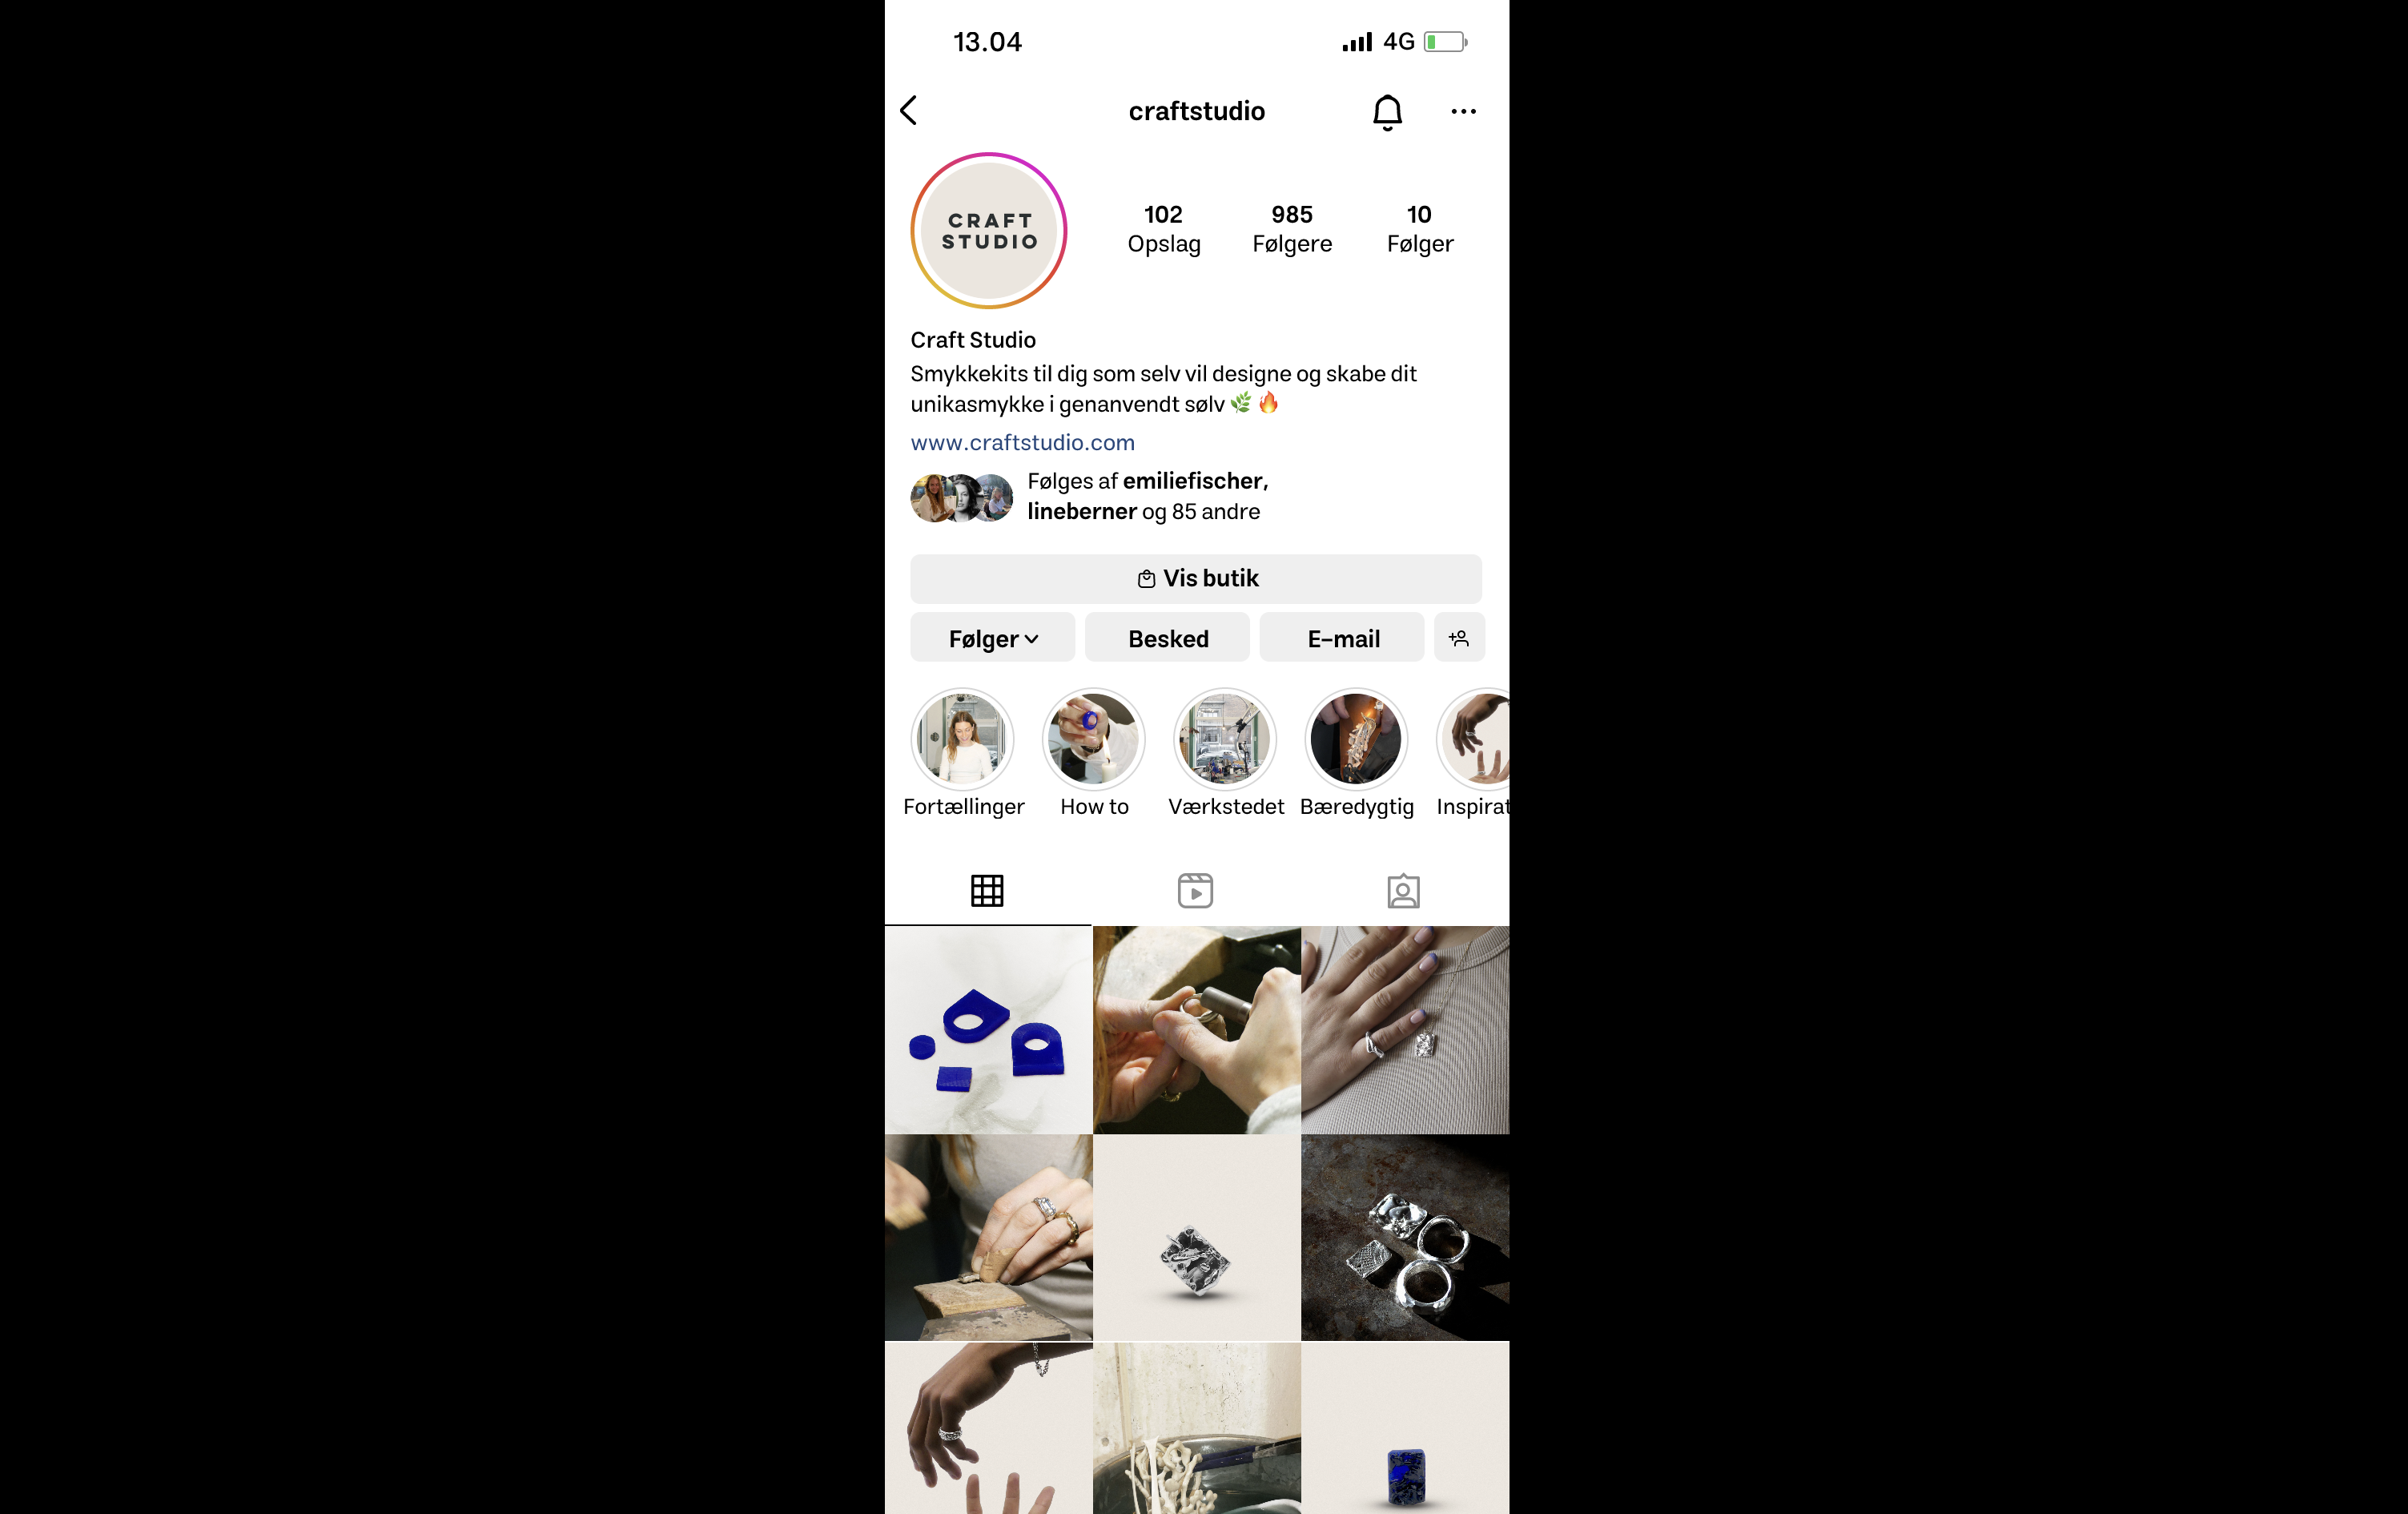 13.04
4G
craftstudio
CRAFT
STUDIO
102
985
10
Opslag
Følgere
Følger
Craft Studio
Smykkekits til dig som selv vil designe og skabe dit
unikasmykke i genanvendt sølv 🌿 🔥
www.craftstudio.com
Følges af emiliefischer,
lineberner og 85 andre
Vis butik
Følger
Besked
E-mail
Fortællinger
How to
Værkstedet
Bæredygtig
Inspirat